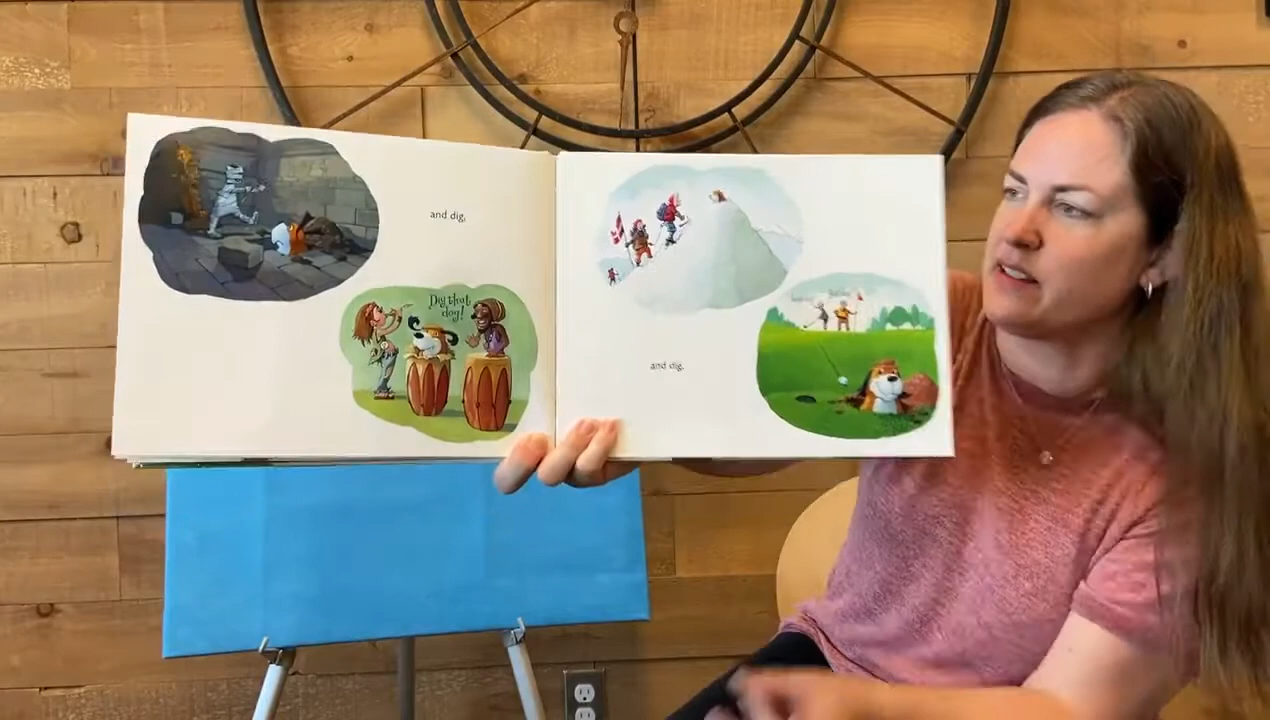 and dig,
Dig that
dog!
and dig,